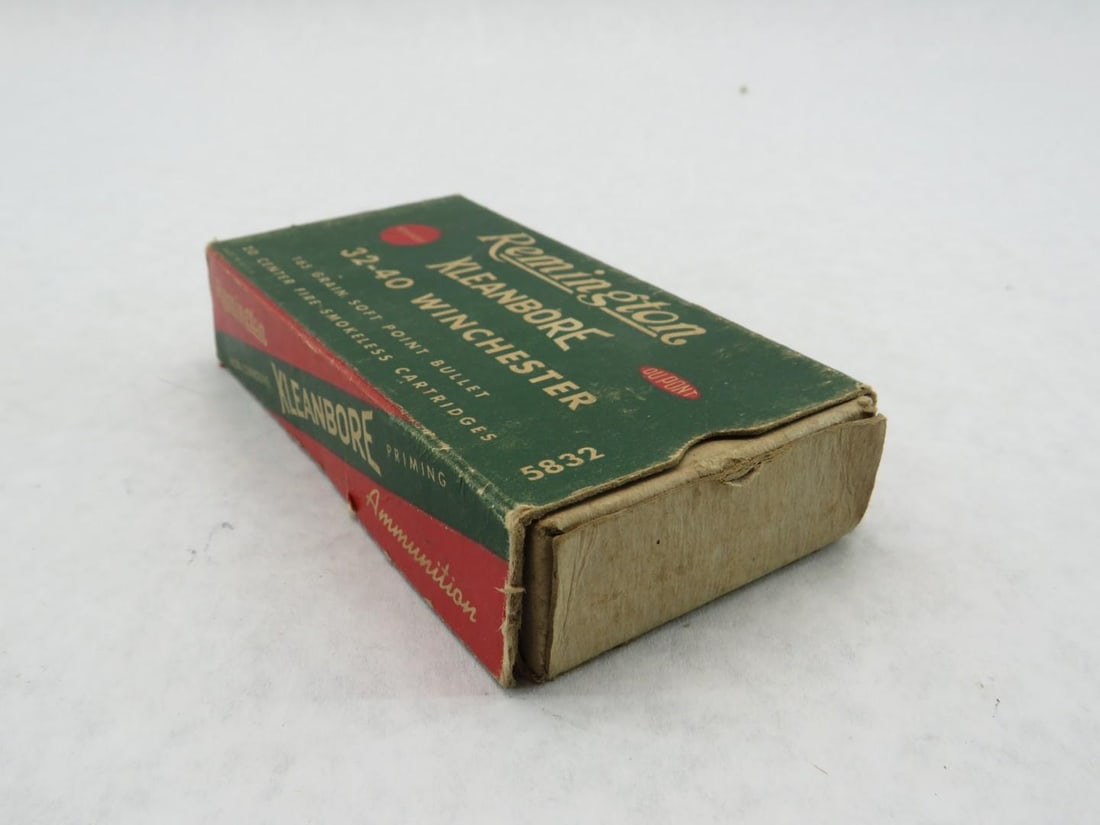 Remington
KLEANBORE
32-40 WINCHESTER
165 GRAIN SOFT POINT BULLET
20 CENTER FIRE-SMOKELESS CARTRIDGES
DU PONT
5832
Remington
KLEANBORE
PRIMING
Ammunition